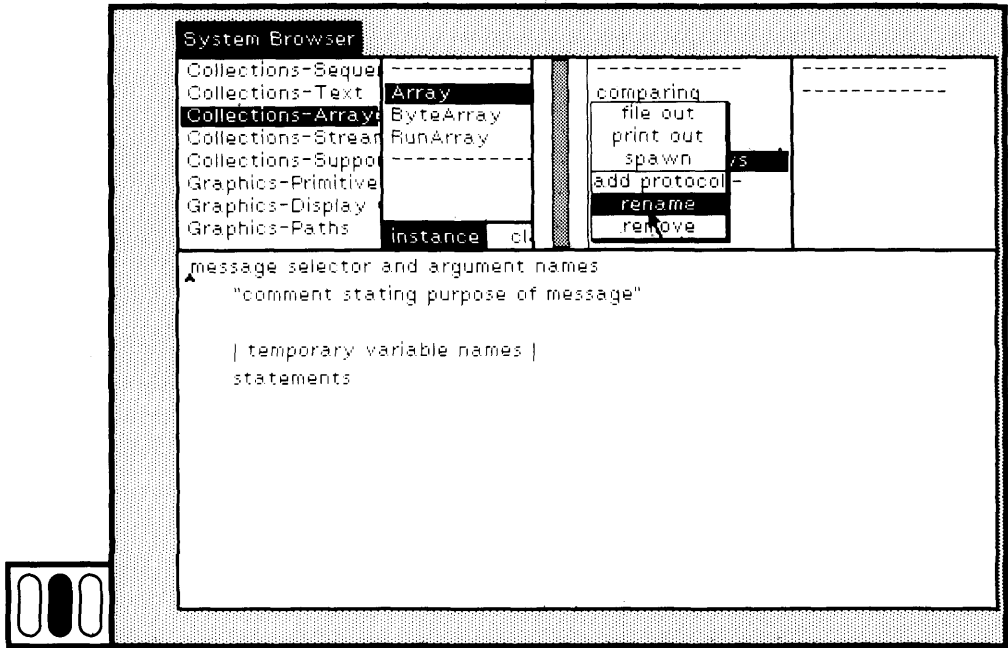 System Browser
Collections-Seque
Collections-Text
Collections-Array
Collections-Strean
Collections-Suppo
Graphics-Primitive
Graphics-Display
Graphics-Paths
------------
Array
ByteArray
RunArray
------------
instance cl
------------
comparing
file out
print out
spawn
ys
add protocol
rename
remove
------------
------------
message selector and argument names
"comment stating purpose of message"
| temporary variable names |
statements